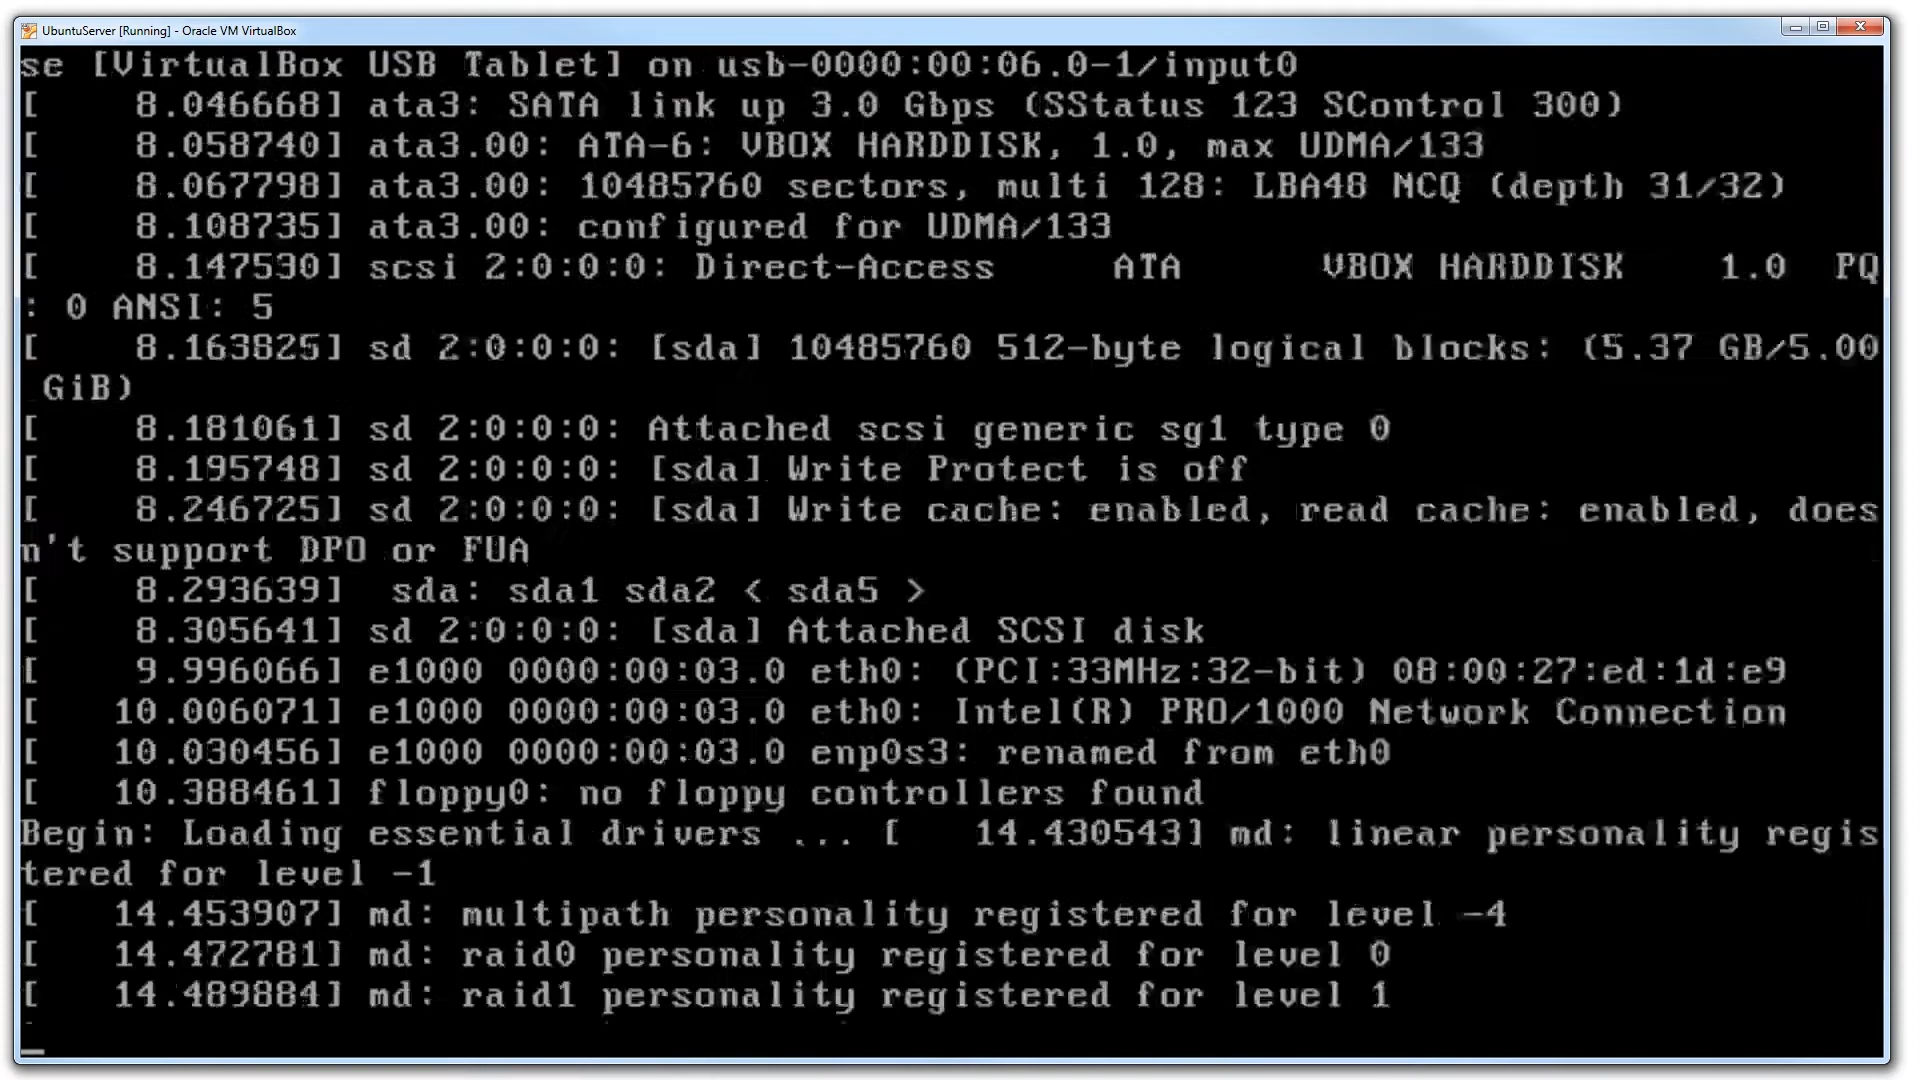 UbuntuServer [Running] - Oracle VM VirtualBox
se [VirtualBox USB Tablet] on usb-0000:00:06.0-1/input0
[    8.046668] ata3: SATA link up 3.0 Gbps (SStatus 123 SControl 300)
[    8.058740] ata3.00: ATA-6: VBOX HARDDISK, 1.0, max UDMA/133
[    8.067798] ata3.00: 10485760 sectors, multi 128: LBA48 NCQ (depth 31/32)
[    8.108735] ata3.00: configured for UDMA/133
[    8.147530] scsi 2:0:0:0: Direct-Access     ATA      VBOX HARDDISK    1.0  PQ
: 0 ANSI: 5
[    8.163825] sd 2:0:0:0: [sda] 10485760 512-byte logical blocks: (5.37 GB/5.00
 GiB)
[    8.181061] sd 2:0:0:0: Attached scsi generic sg1 type 0
[    8.195748] sd 2:0:0:0: [sda] Write Protect is off
[    8.246725] sd 2:0:0:0: [sda] Write cache: enabled, read cache: enabled, does
n't support DPO or FUA
[    8.293639]  sda: sda1 sda2 < sda5 >
[    8.305641] sd 2:0:0:0: [sda] Attached SCSI disk
[    9.996066] e1000 0000:00:03.0 eth0: (PCI:33MHz:32-bit) 08:00:27:ed:1d:e9
[   10.006071] e1000 0000:00:03.0 eth0: Intel(R) PRO/1000 Network Connection
[   10.030456] e1000 0000:00:03.0 enp0s3: renamed from eth0
[   10.388461] floppy0: no floppy controllers found
Begin: Loading essential drivers ... [   14.430543] md: linear personality regis
tered for level -1
[   14.453907] md: multipath personality registered for level -4
[   14.472781] md: raid0 personality registered for level 0
[   14.489884] md: raid1 personality registered for level 1